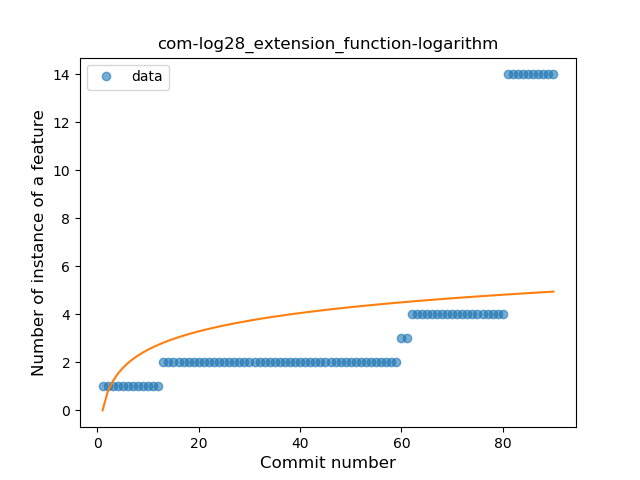 com-log28_extension_function-logarithm
data
Number of instance of a feature
14
12
10
8
6
4
2
0
0 20 40 60 80
Commit number